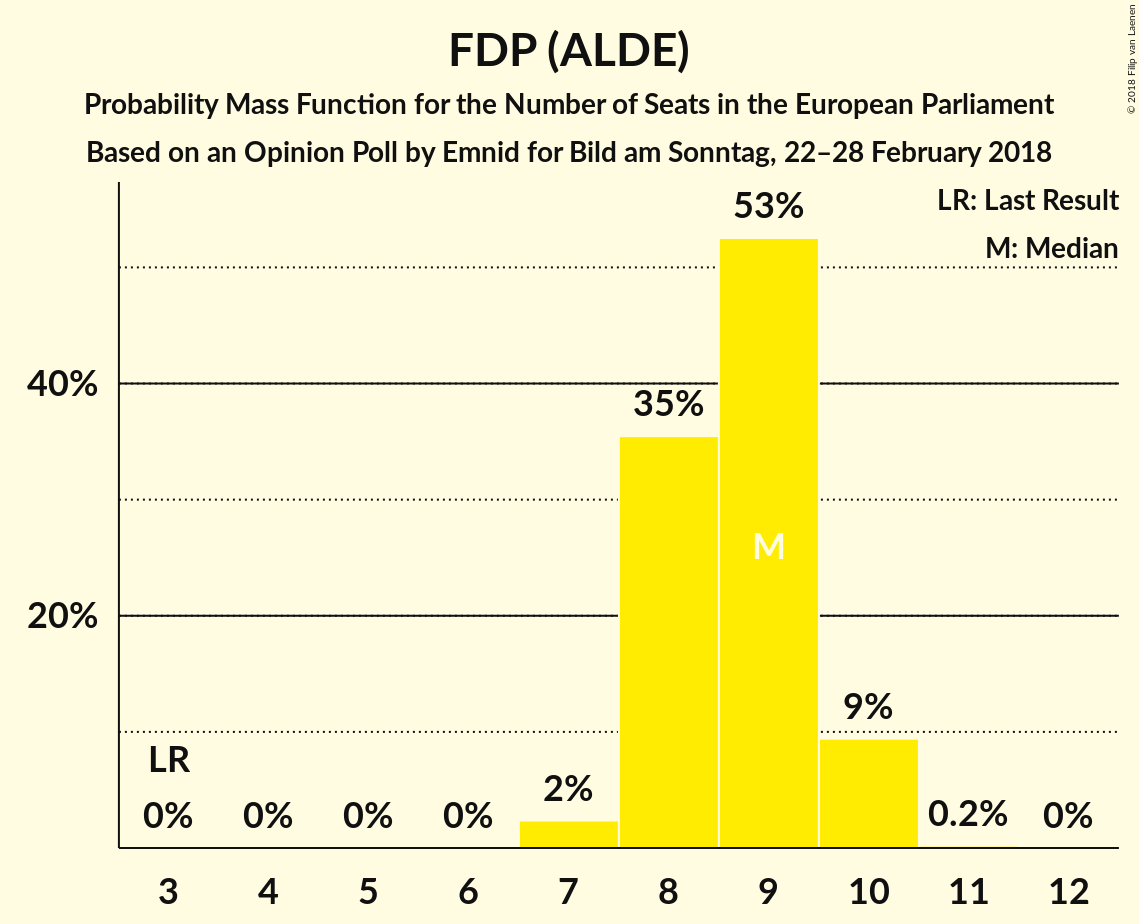 FDP (ALDE)
Probability Mass Function for the Number of Seats in the European Parliament
Based on an Opinion Poll by Emnid for Bild am Sonntag, 22–28 February 2018
© 2018 Filip van Laenen
LR: Last Result
M: Median
53%
40%
35%
M
20%
9%
LR
2%
0% 0% 0% 0% 0.2% 0%
3 4 5 6 7 8 9 10 11 12